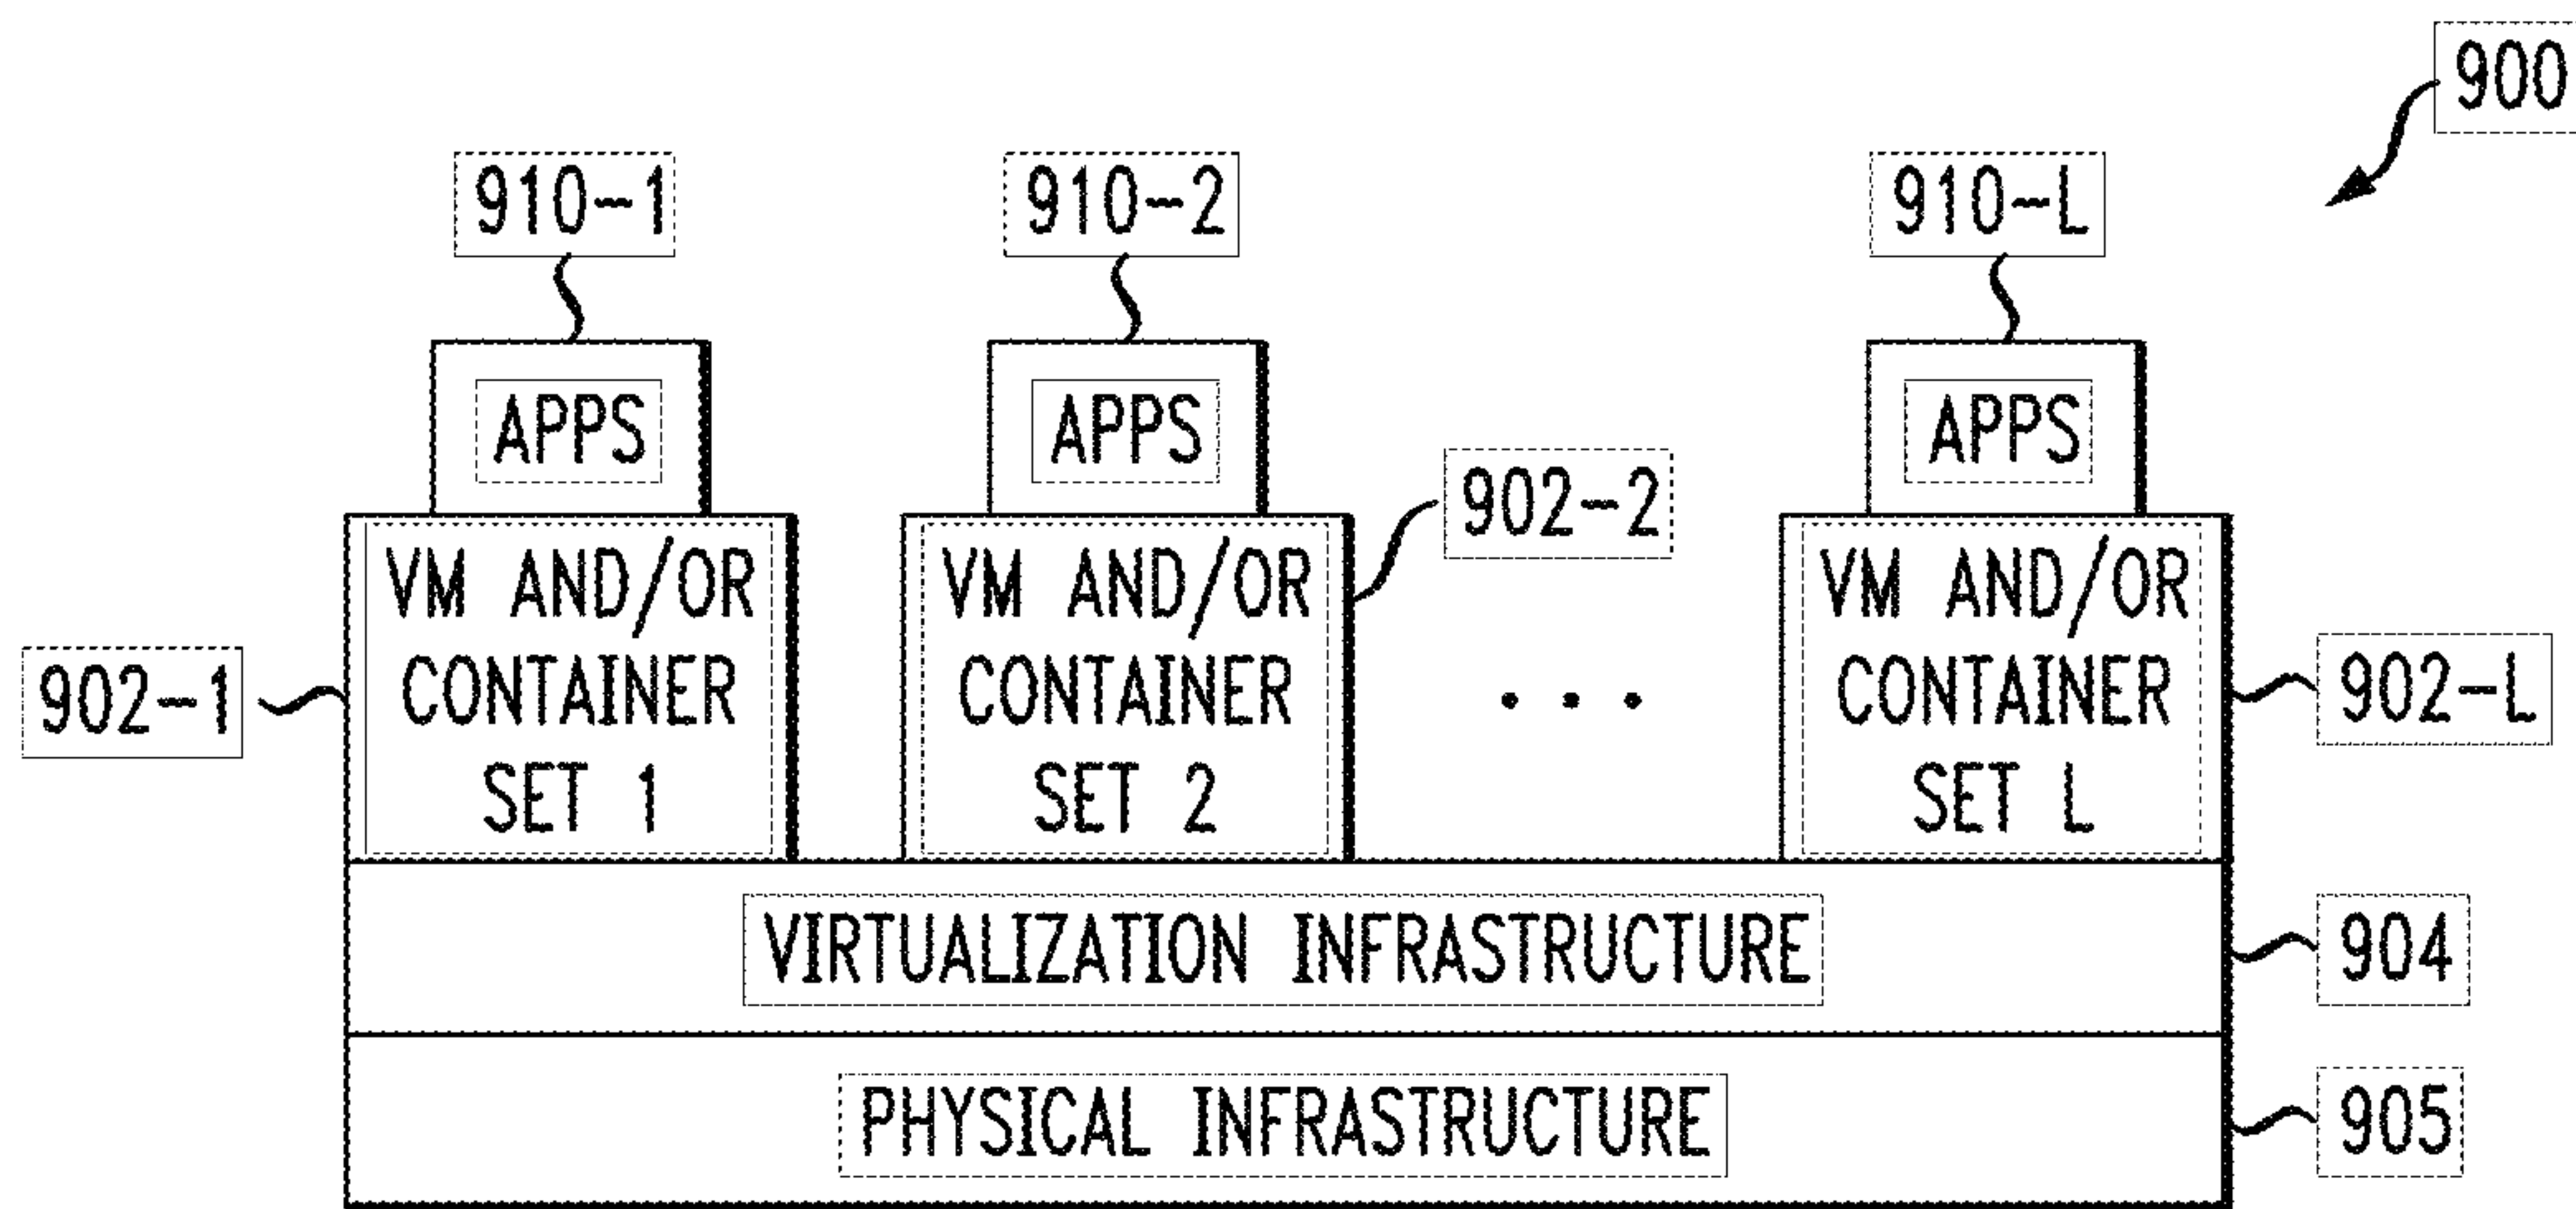 900
910-1
910-2
910-L
APPS
APPS
APPS
902-2
VM AND/OR
CONTAINER
SET 1
VM AND/OR
CONTAINER
SET 2
VM AND/OR
CONTAINER
SET L
902-1
. . .
902-L
VIRTUALIZATION INFRASTRUCTURE
904
PHYSICAL INFRASTRUCTURE
905